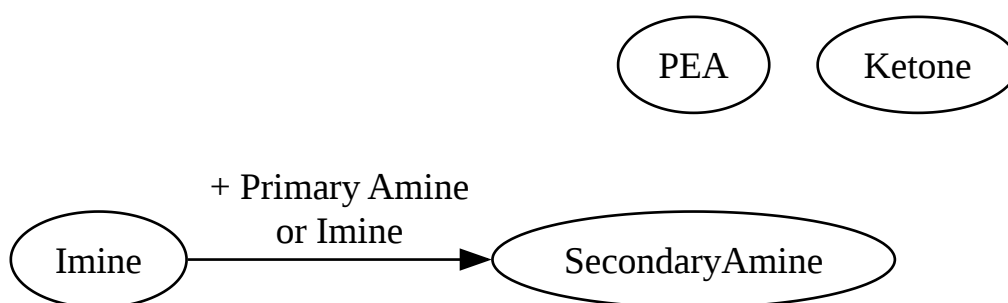 PEA
Ketone
+ Primary Amine
or Imine
Imine
SecondaryAmine